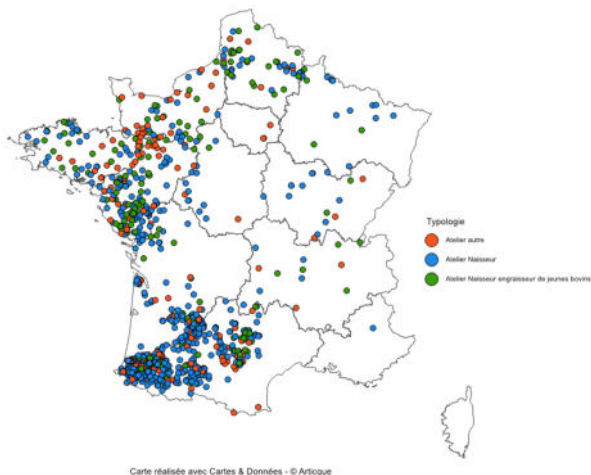 Typologie
Atelier autre
Atelier Naisseur
Atelier Naisseur engraisseur de jeunes bovins
Carte réalisée avec Cartes & Données - © Articque